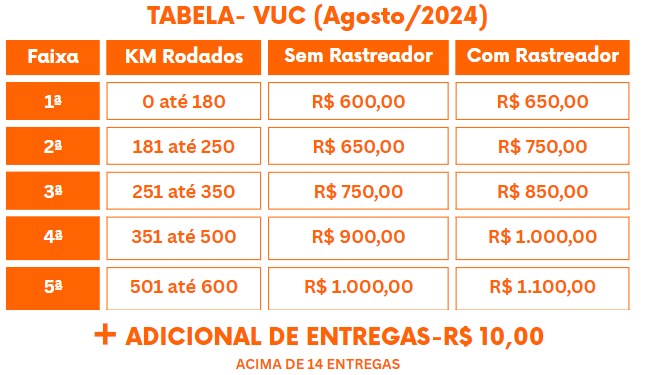 TABELA- VUC (Agosto/2024)
Faixa KM Rodados Sem Rastreador Com Rastreador
1ª 0 até 180 R$ 600,00 R$ 650,00
2ª 181 até 250 R$ 650,00 R$ 750,00
3ª 251 até 350 R$ 750,00 R$ 850,00
4ª 351 até 500 R$ 900,00 R$ 1.000,00
5ª 501 até 600 R$ 1.000,00 R$ 1.100,00
+ ADICIONAL DE ENTREGAS-R$ 10,00
ACIMA DE 14 ENTREGAS